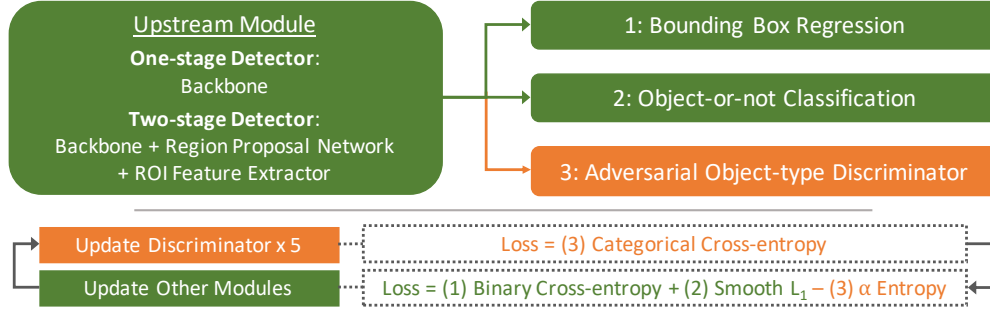 Upstream Module
One-stage Detector:
Backbone
Two-stage Detector:
Backbone + Region Proposal Network
+ ROI Feature Extractor
1: Bounding Box Regression
2: Object-or-not Classification
3: Adversarial Object-type Discriminator
Update Discriminator x 5
Loss = (3) Categorical Cross-entropy
Update Other Modules
Loss = (1) Binary Cross-entropy + (2) Smooth L₁ – (3) α Entropy